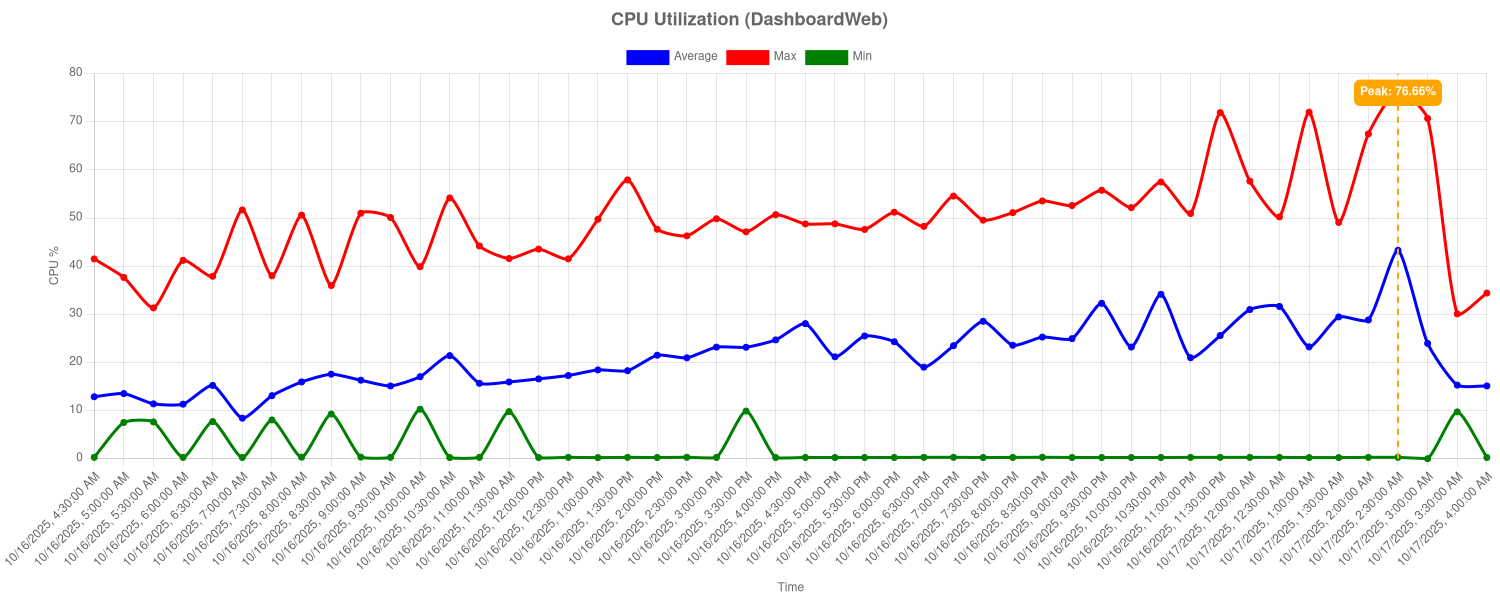 CPU Utilization (DashboardWeb)
Average Max Min
80
70
60
50
40
30
20
10
0
CPU %
Peak: 76.66%
10/16/2025, 4:30:00 AM
10/16/2025, 5:00:00 AM
10/16/2025, 5:30:00 AM
10/16/2025, 6:00:00 AM
10/16/2025, 6:30:00 AM
10/16/2025, 7:00:00 AM
10/16/2025, 7:30:00 AM
10/16/2025, 8:00:00 AM
10/16/2025, 8:30:00 AM
10/16/2025, 9:00:00 AM
10/16/2025, 9:30:00 AM
10/16/2025, 10:00:00 AM
10/16/2025, 10:30:00 AM
10/16/2025, 11:00:00 AM
10/16/2025, 11:30:00 AM
10/16/2025, 12:00:00 PM
10/16/2025, 12:30:00 PM
10/16/2025, 1:00:00 PM
10/16/2025, 1:30:00 PM
10/16/2025, 2:00:00 PM
10/16/2025, 2:30:00 PM
10/16/2025, 3:00:00 PM
10/16/2025, 3:30:00 PM
10/16/2025, 4:00:00 PM
10/16/2025, 4:30:00 PM
10/16/2025, 5:00:00 PM
10/16/2025, 5:30:00 PM
10/16/2025, 6:00:00 PM
10/16/2025, 6:30:00 PM
10/16/2025, 7:00:00 PM
10/16/2025, 7:30:00 PM
10/16/2025, 8:00:00 PM
10/16/2025, 8:30:00 PM
10/16/2025, 9:00:00 PM
10/16/2025, 9:30:00 PM
10/16/2025, 10:00:00 PM
10/16/2025, 10:30:00 PM
10/16/2025, 11:00:00 PM
10/16/2025, 11:30:00 PM
10/17/2025, 12:00:00 AM
10/17/2025, 12:30:00 AM
10/17/2025, 1:00:00 AM
10/17/2025, 1:30:00 AM
10/17/2025, 2:00:00 AM
10/17/2025, 2:30:00 AM
10/17/2025, 3:00:00 AM
10/17/2025, 3:30:00 AM
10/17/2025, 4:00:00 AM
Time